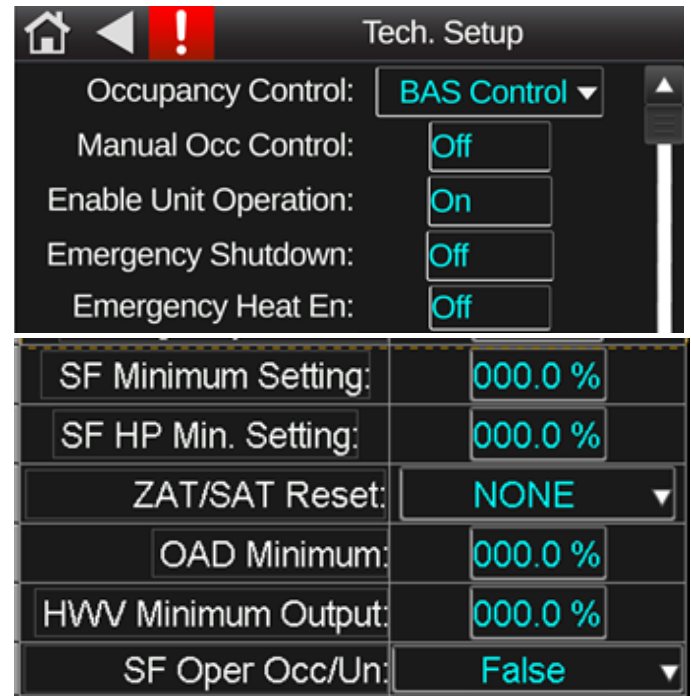 ! Tech. Setup
Occupancy Control: BAS Control
Manual Occ Control: Off
Enable Unit Operation: On
Emergency Shutdown: Off
Emergency Heat En: Off
SF Minimum Setting: 000.0 %
SF HP Min. Setting: 000.0 %
ZAT/SAT Reset: NONE
OAD Minimum: 000.0 %
HWV Minimum Output: 000.0 %
SF Oper Occ/Un: False